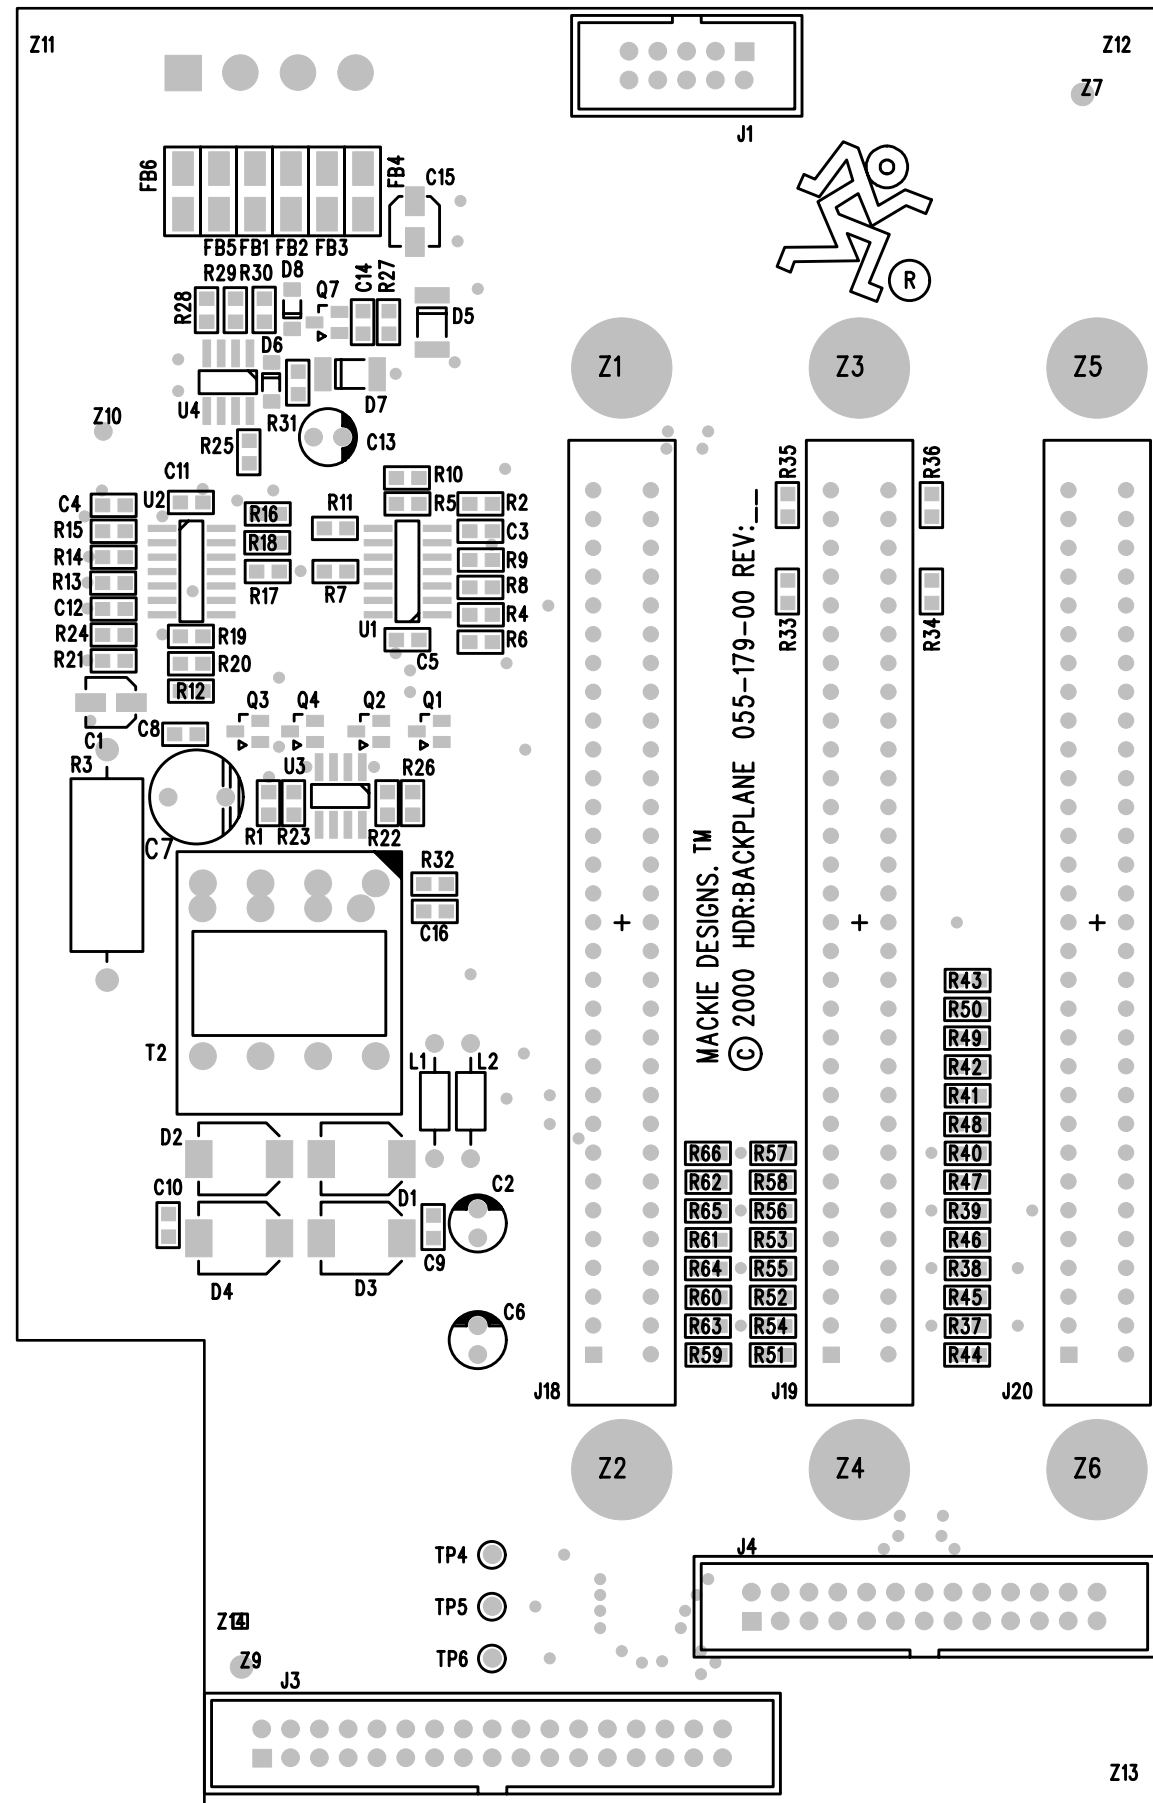 Z11
Z12
Z7
J1
FB6
FB4
C15
FB5 FB1 FB2 FB3
R29 R30 D8
C14
R27
R28
Q7
D5
R
D6
Z1
Z3
Z5
U4
D7
Z10
R31
R25
C13
C11
R10
R35
R36
C4
U2
R16
R11
R5
R2
R15
R18
C3
R14
R9
R13
R17
R7
R8
C12
R4
R24
R19
U1
R6
R33
R34
R21
R20
C5
R12
Q3
Q4
Q2
Q1
C1
C8
R3
U3
R26
R1 R23
R22
C7
R32
C16
MACKIE DESIGNS. TM
© 2000 HDR:BACKPLANE 055-179-00 REV:__
+
+
+
R43
R50
R49
T2
L1
L2
R42
R41
R48
D2
R66 R57 R40
C10
D1
C2
R62 R58 R47
R65 R56 R39
R61 R53 R46
C9
R64 R55 R38
D4
D3
R60 R52 R45
C6
R63 R54 R37
R59 R51 R44
J18
J19
J20
Z2
Z4
Z6
TP4
J4
TP5
Z14
TP6
Z9
J3
Z13